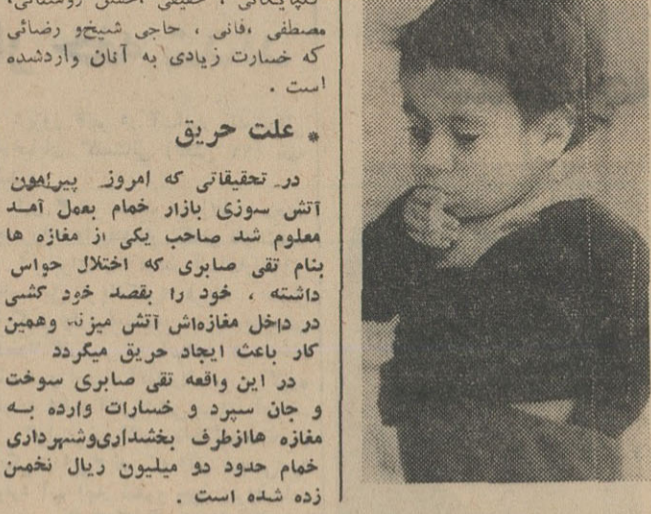 گلپایگانی ، حقیقی
مصطفی ،فانی ، حاجی شیخو رضائی
که خسارت زیادی به آنان واردشده
است .
* علت حریق
در تحقیقاتی که امروز پیرامون
آتش سوزی بازار خمام بعمل آمد
معلوم شد صاحب یکی از مغازه ها
بنام تقی صابری که اختلال حواس
داشته ، خود را بقصد خود کشی
در داخل مغازه‌اش آتش میزند وهمین
کار باعث ایجاد حریق میگردد
در این واقعه تقی صابری سوخت
و جان سپرد و خسارات وارده به
مغازه هاازطرف بخشداری‌وشهرداری
خمام حدود دو میلیون ریال تخمین
زده شده است .